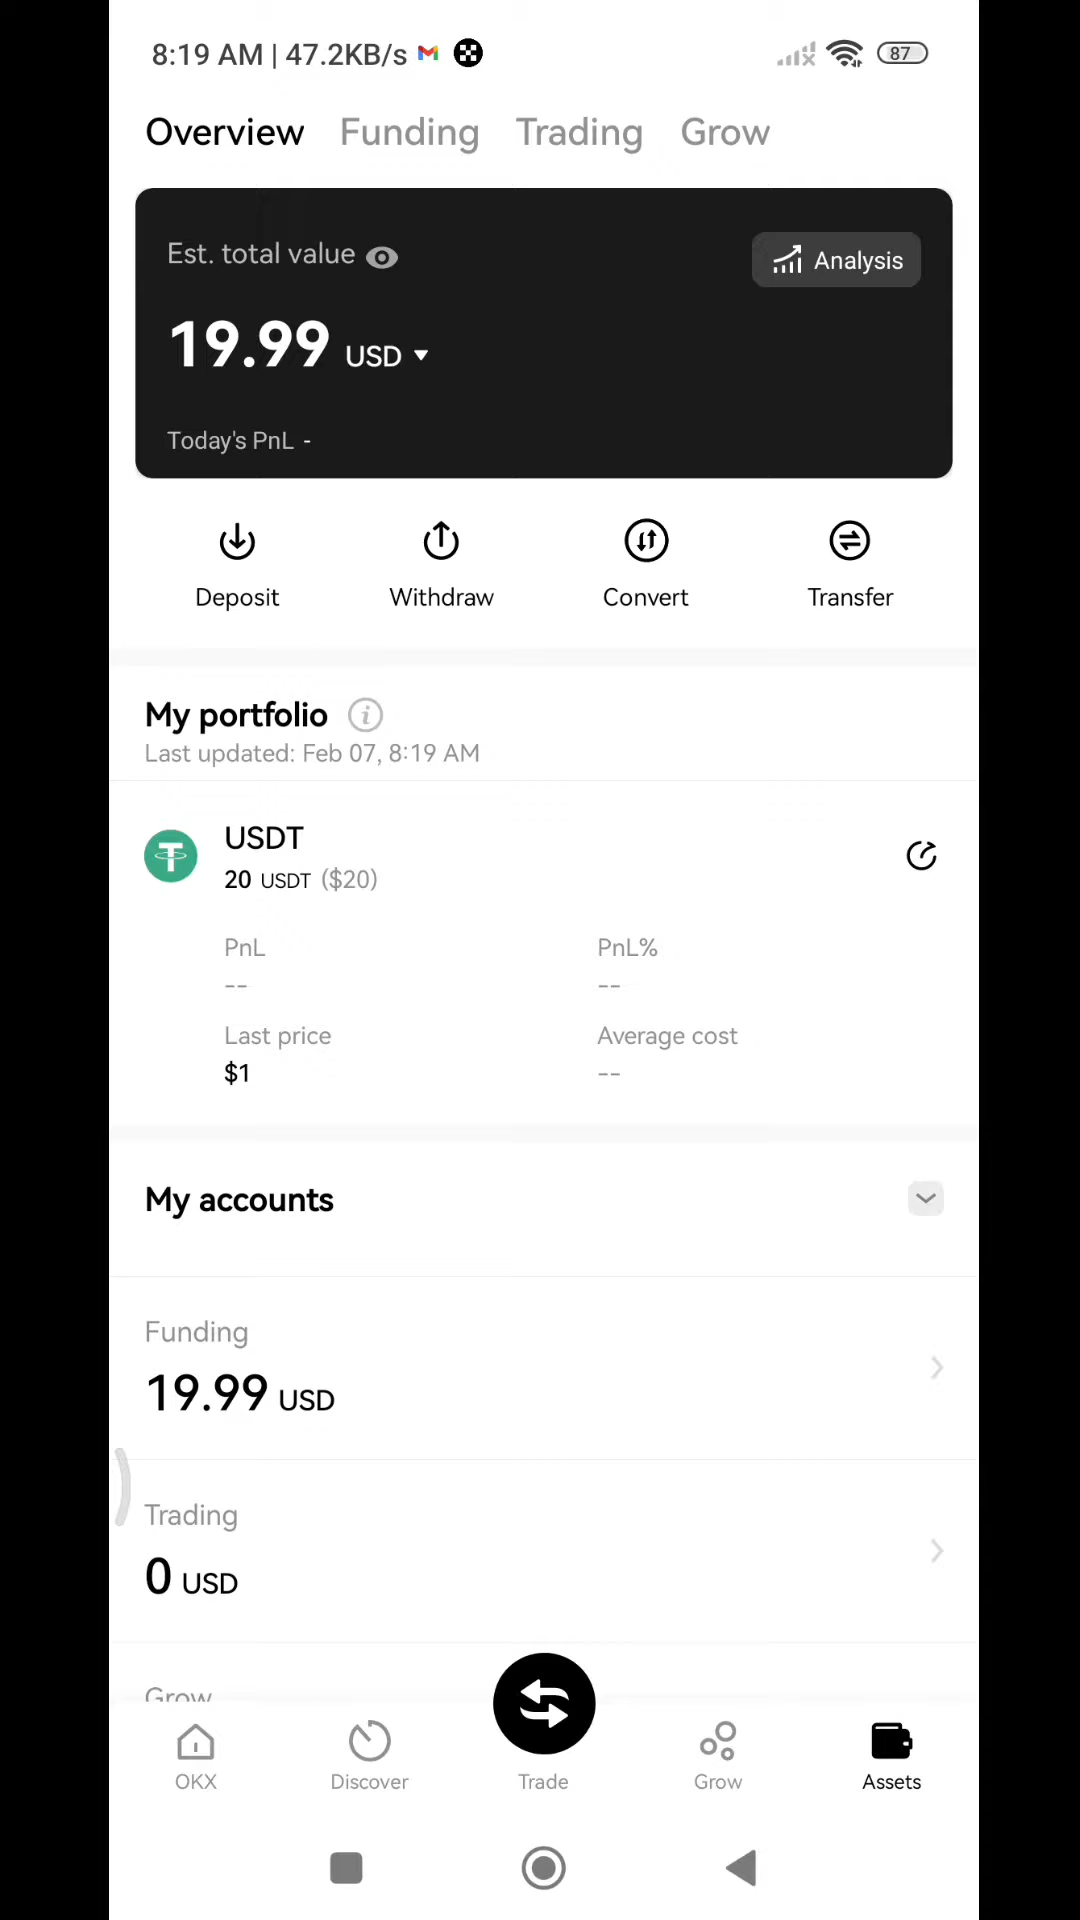 8:19 AM | 47.2KB/s
87
Overview Funding Trading Grow
Est. total value
Analysis
19.99 USD
Today's PnL -
Deposit Withdraw Convert Transfer
My portfolio
Last updated: Feb 07, 8:19 AM
USDT
20 USDT ($20)
PnL PnL%
-- --
Last price Average cost
$1 --
My accounts
Funding
19.99 USD
Trading
0 USD
Grow
OKX Discover Trade Grow Assets